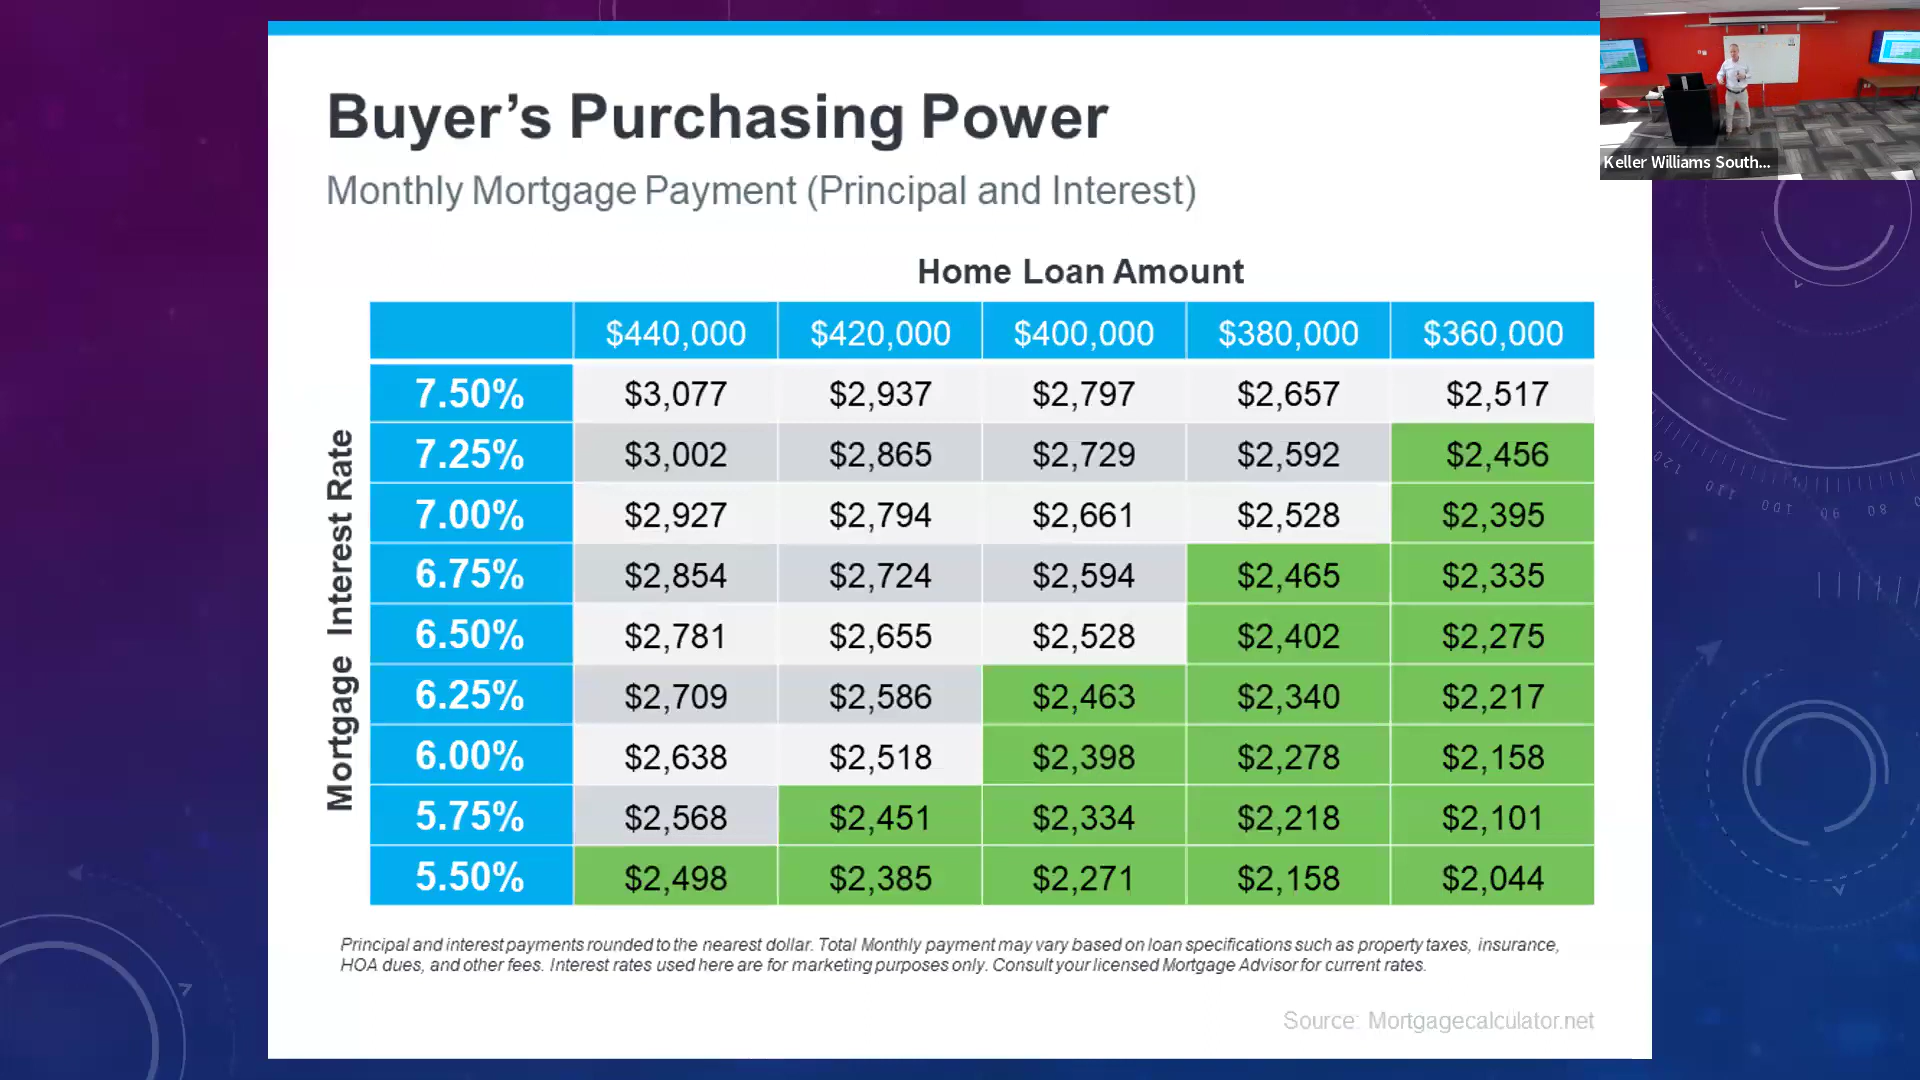 Buyer's Purchasing Power
Monthly Mortgage Payment (Principal and Interest)
Home Loan Amount
$440,000 $420,000 $400,000 $380,000 $360,000
Mortgage Interest Rate
7.50% $3,077 $2,937 $2,797 $2,657 $2,517
7.25% $3,002 $2,865 $2,729 $2,592 $2,456
7.00% $2,927 $2,794 $2,661 $2,528 $2,395
6.75% $2,854 $2,724 $2,594 $2,465 $2,335
6.50% $2,781 $2,655 $2,528 $2,402 $2,275
6.25% $2,709 $2,586 $2,463 $2,340 $2,217
6.00% $2,638 $2,518 $2,398 $2,278 $2,158
5.75% $2,568 $2,451 $2,334 $2,218 $2,101
5.50% $2,498 $2,385 $2,271 $2,158 $2,044
Principal and interest payments rounded to the nearest dollar. Total Monthly payment may vary based on loan specifications such as property taxes, insurance,
HOA dues, and other fees. Interest rates used here are for marketing purposes only. Consult your licensed Mortgage Advisor for current rates.
Source: Mortgagecalculator.net
Keller Williams South...
120
110
100
90
80